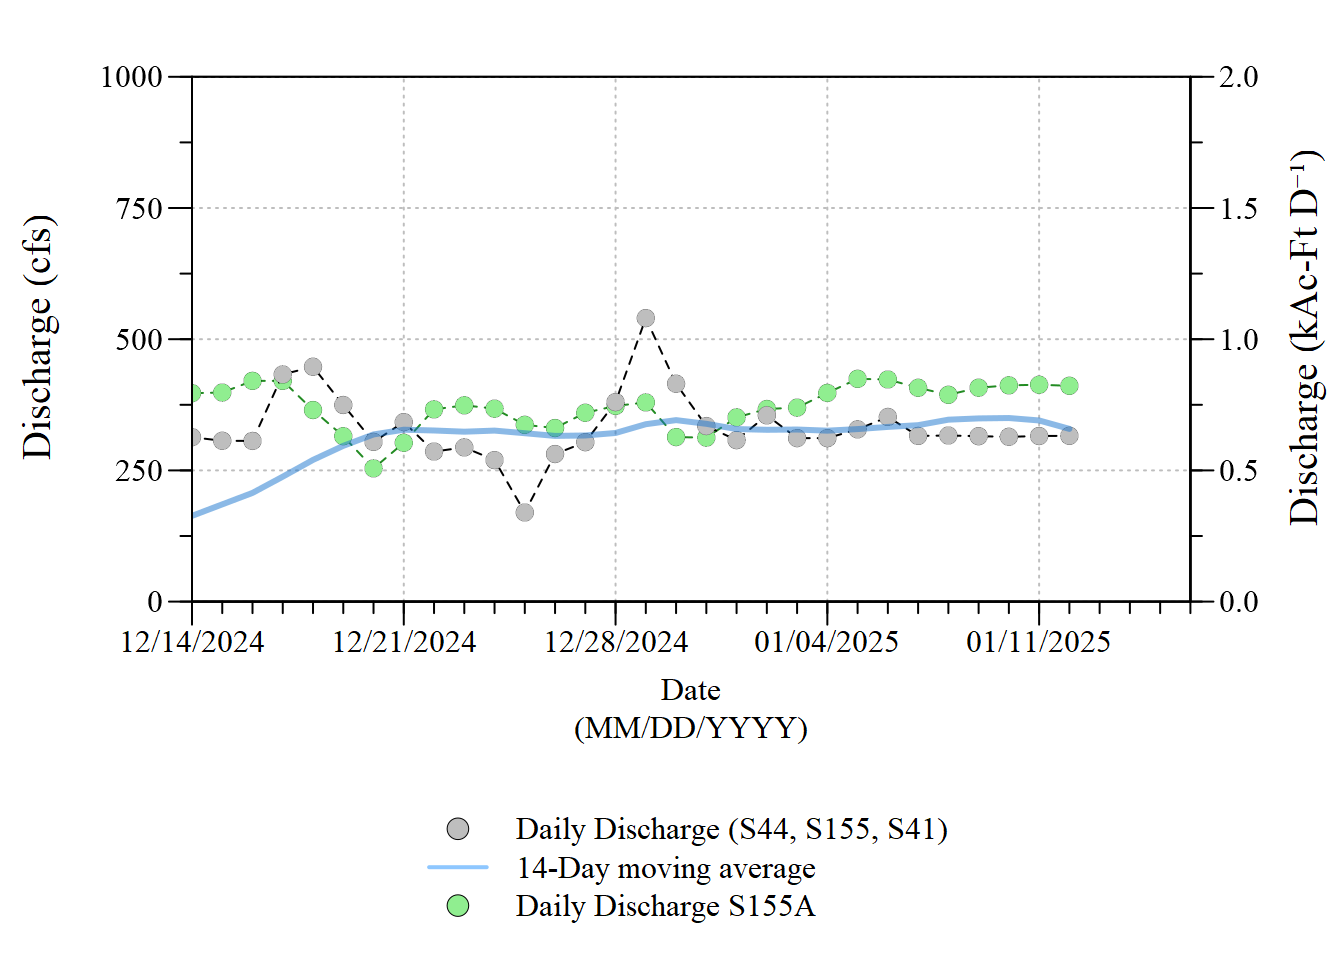 1000
750
500
250
0
Discharge (cfs)
2.0
1.5
1.0
0.5
0.0
Discharge (kAc-Ft D⁻¹)
12/14/2024
12/21/2024
12/28/2024
01/04/2025
01/11/2025
Date
(MM/DD/YYYY)
Daily Discharge (S44, S155, S41)
14-Day moving average
Daily Discharge S155A